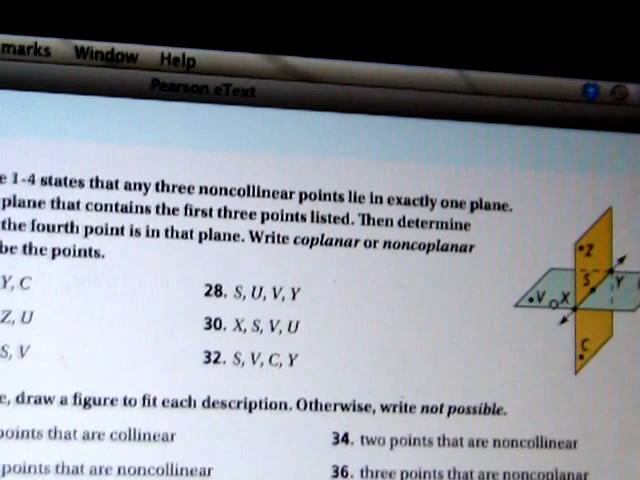 marks Window Help
Pearson eText
e 1-4 states that any three noncollinear points lie in exactly one plane.
plane that contains the first three points listed. Then determine
the fourth point is in that plane. Write coplanar or noncoplanar
be the points.
Y, C
28. S, U, V, Y
Z, U
30. X, S, V, U
S, V
32. S, V, C, Y
Z
S
Y
V
X
C
e, draw a figure to fit each description. Otherwise, write not possible.
points that are collinear
34. two points that are noncollinear
points that are noncollinear
36. three points that are noncoplanar